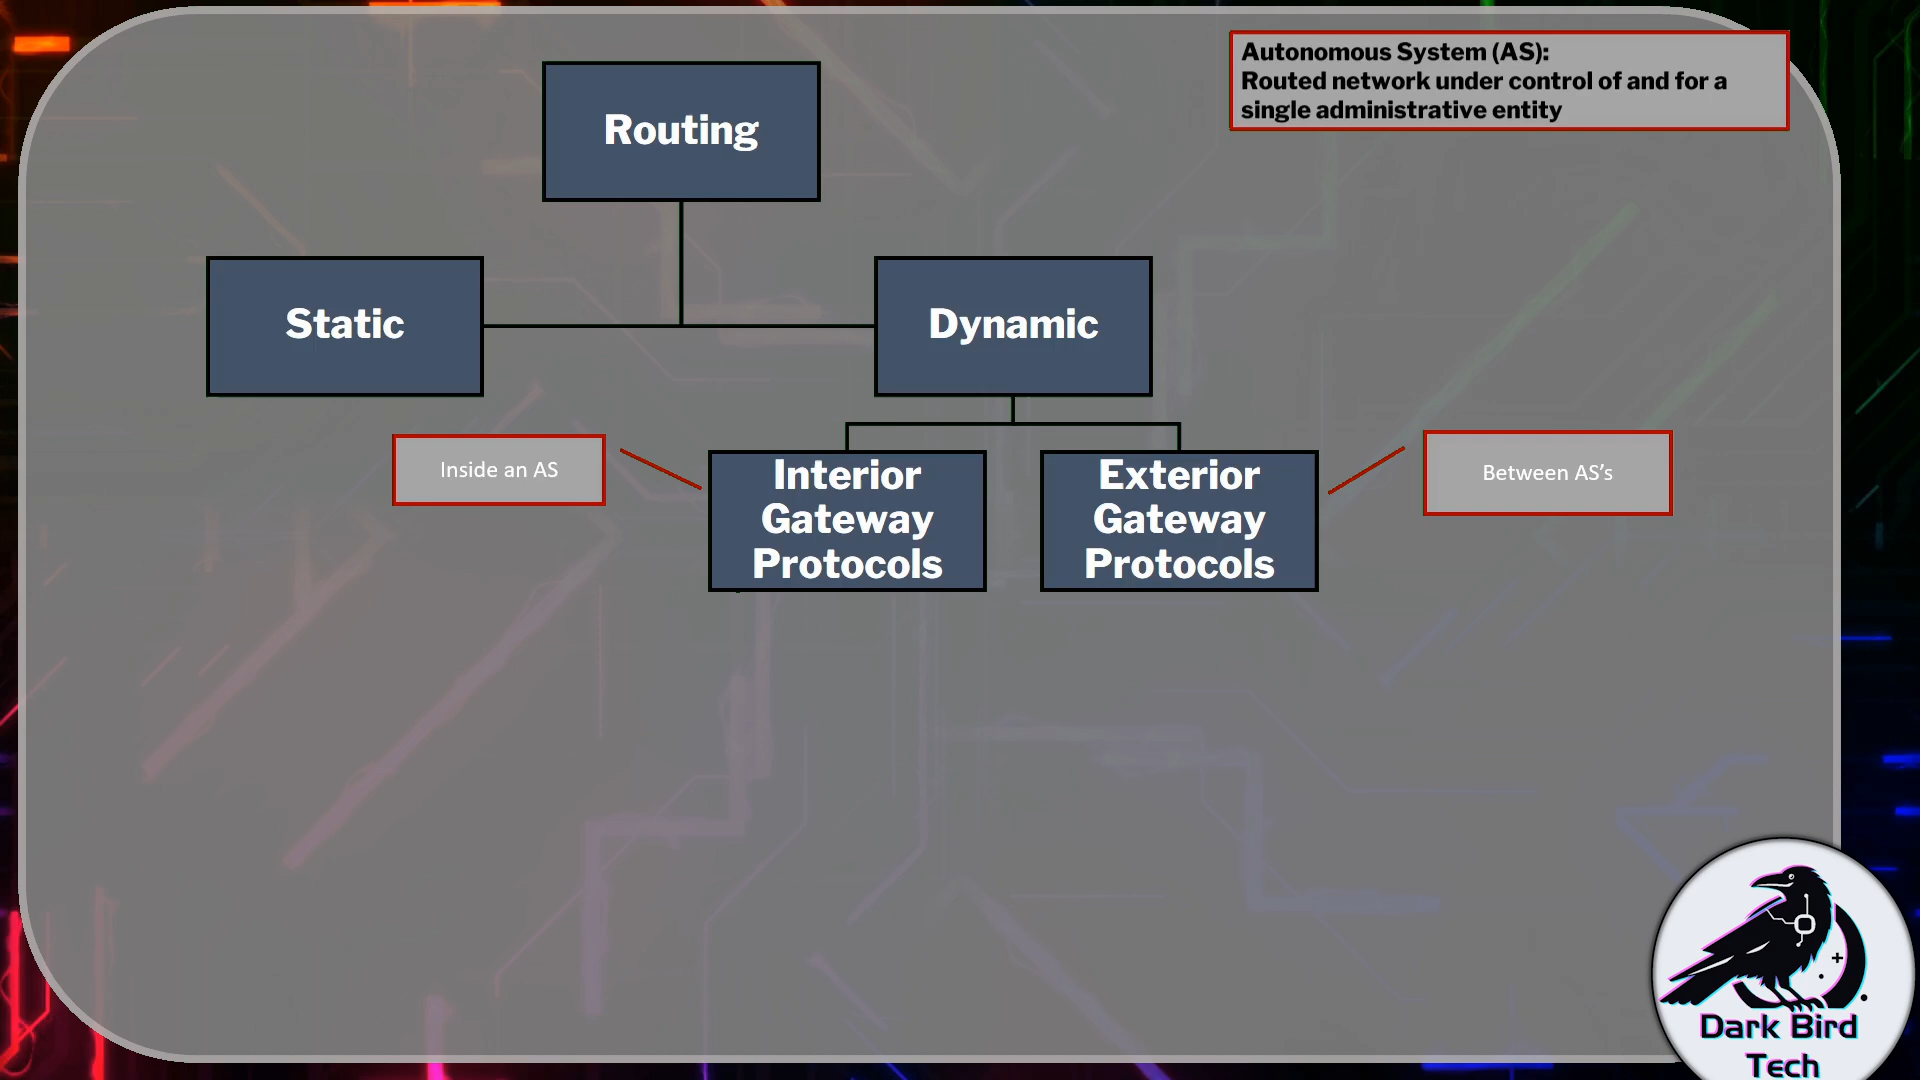 Autonomous System (AS):
Routed network under control of and for a
single administrative entity
Routing
Static
Dynamic
Inside an AS
Interior
Gateway
Protocols
Exterior
Gateway
Protocols
Between AS’s
Dark Bird
Tech